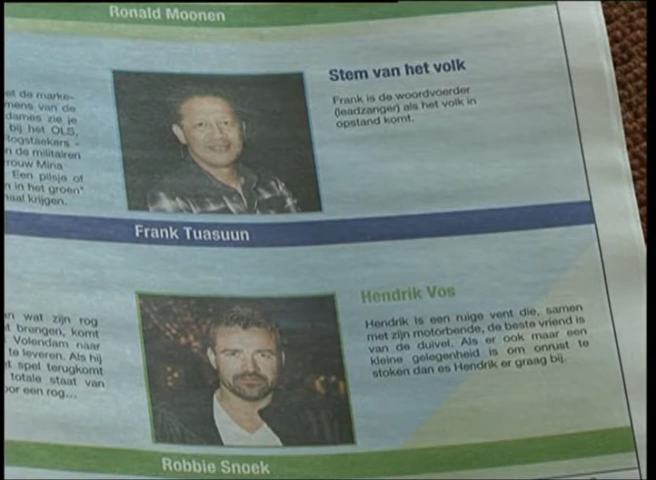 Ronald Moonen
et de marke-
mens van de
dames zie je
bij het OLS,
Rogstaekers -
n de militairen
rouw Mina
Een pilsje of
n in het groen"
naal krijgen.
Stem van het volk
Frank is de woordvoerder
(leadzanger) als het volk in
opstand komt.
Frank Tuasuun
n wat zijn rog
t brengen, komt
Volendam naar
te leveren. Als hij
t spel terugkomt
totale staat van
oor een rog...
Hendrik Vos
Hendrik is een ruige vent die, samen
met zijn motorbende, de beste vriend is
van de duivel. Als er ook maar een
kleine gelegenheid is om onrust te
stoken dan es Hendrik er graag bij.
Robbie Snoek